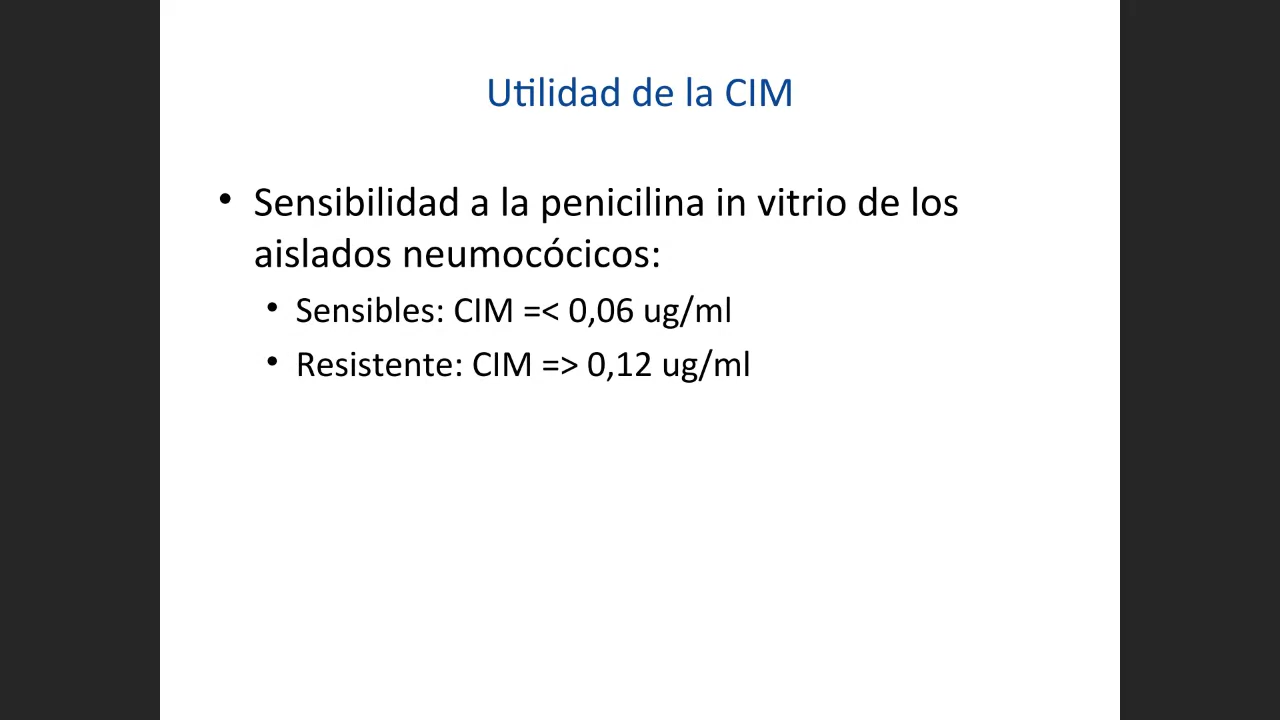 Utilidad de la CIM
• Sensibilidad a la penicilina in vitrio de los
aislados neumocócicos:
• Sensibles: CIM =< 0,06 ug/ml
• Resistente: CIM => 0,12 ug/ml